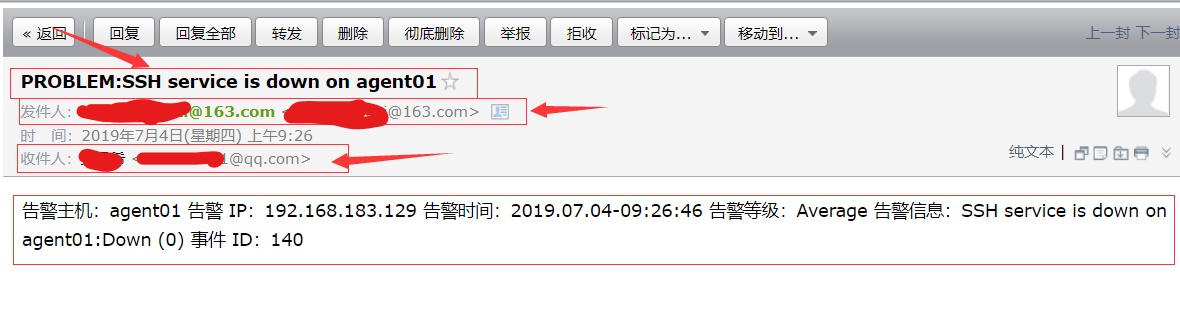 « 返回 回复 回复全部 转发 删除 彻底删除 举报 拒收 标记为... 移动到... 上一封 下一封
PROBLEM:SSH service is down on agent01
发件人： @163.com < i@163.com>
时 间：2019年7月4日(星期四) 上午9:26
收件人： < 1@qq.com>
纯文本 |
告警主机：agent01 告警 IP：192.168.183.129 告警时间：2019.07.04-09:26:46 告警等级：Average 告警信息：SSH service is down on
agent01:Down (0) 事件 ID：140